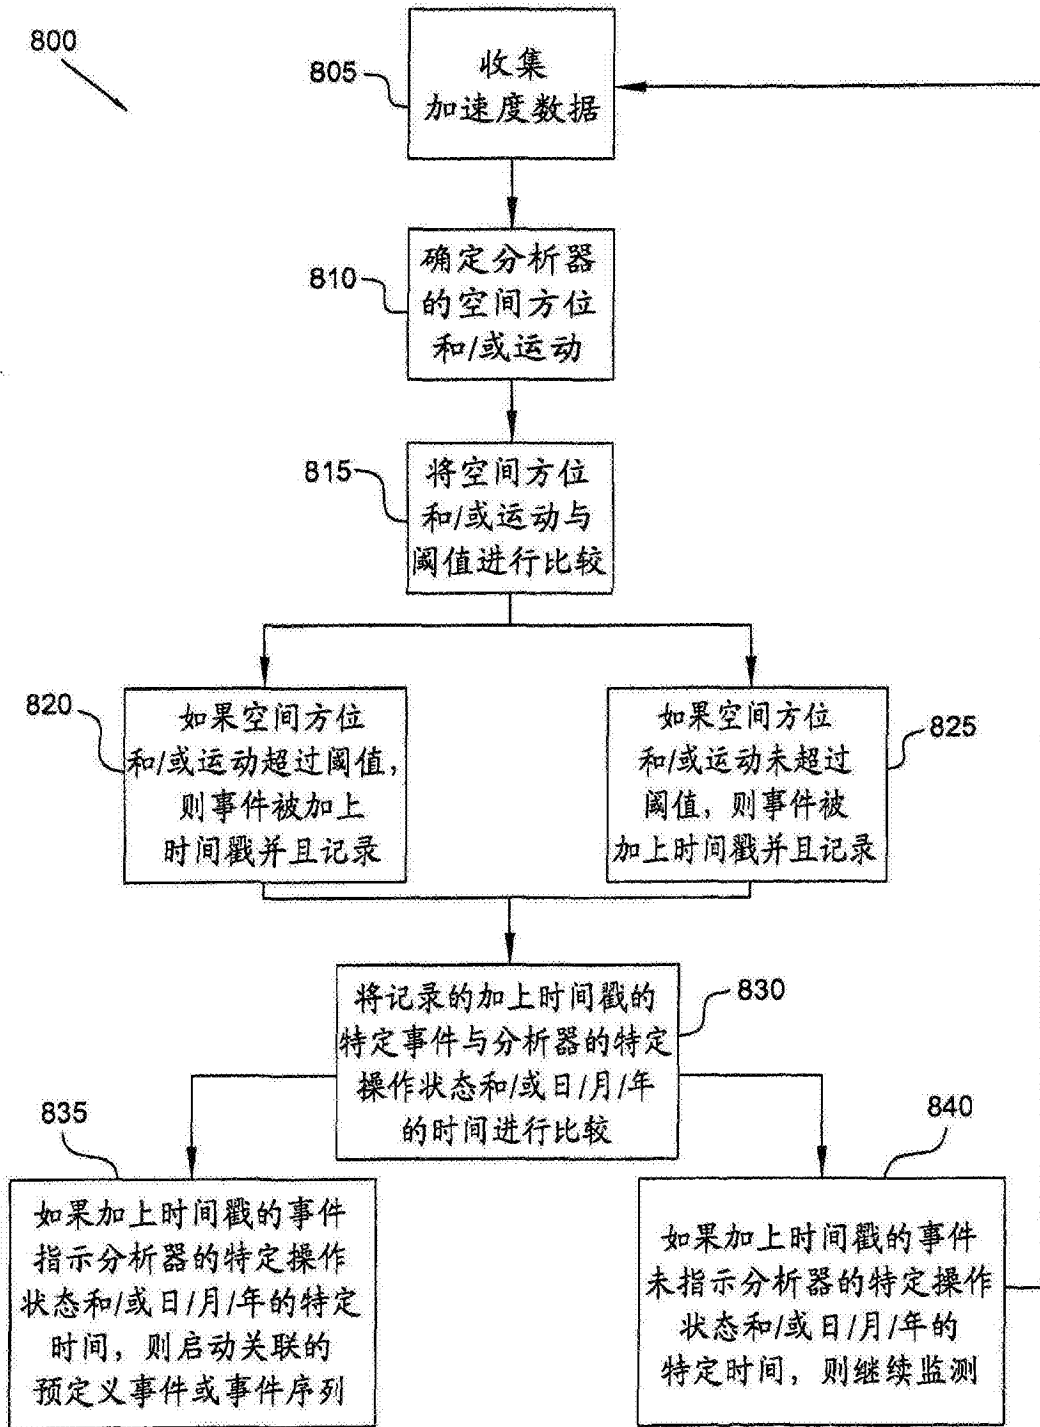 800
805
收集
加速度数据
810
确定分析器
的空间方位
和/或运动
815
将空间方位
和/或运动与
阈值进行比较
820
如果空间方位
和/或运动超过阈值，
则事件被加上
时间戳并且记录
825
如果空间方位
和/或运动未超过
阈值，则事件被
加上时间戳并且记录
830
将记录的加上时间戳的
特定事件与分析器的特定
操作状态和/或日/月/年
的时间进行比较
835
如果加上时间戳的事件
指示分析器的特定操作
状态和/或日/月/年的特定
时间，则启动关联的
预定义事件或事件序列
840
如果加上时间戳的事件
未指示分析器的特定操作
状态和/或日/月/年的
特定时间，则继续监测